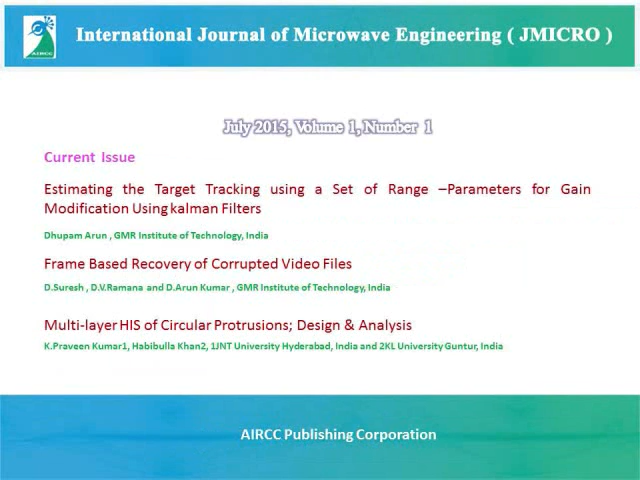 AIRCC
International Journal of Microwave Engineering ( JMICRO )
July 2015, Volume 1, Number 1
Current Issue
Estimating the Target Tracking using a Set of Range –Parameters for Gain
Modification Using kalman Filters
Dhupam Arun , GMR Institute of Technology, India
Frame Based Recovery of Corrupted Video Files
D.Suresh , D.V.Ramana and D.Arun Kumar , GMR Institute of Technology, India
Multi-layer HIS of Circular Protrusions; Design & Analysis
K.Praveen Kumar1, Habibulla Khan2, 1JNT University Hyderabad, India and 2KL University Guntur, India
AIRCC Publishing Corporation